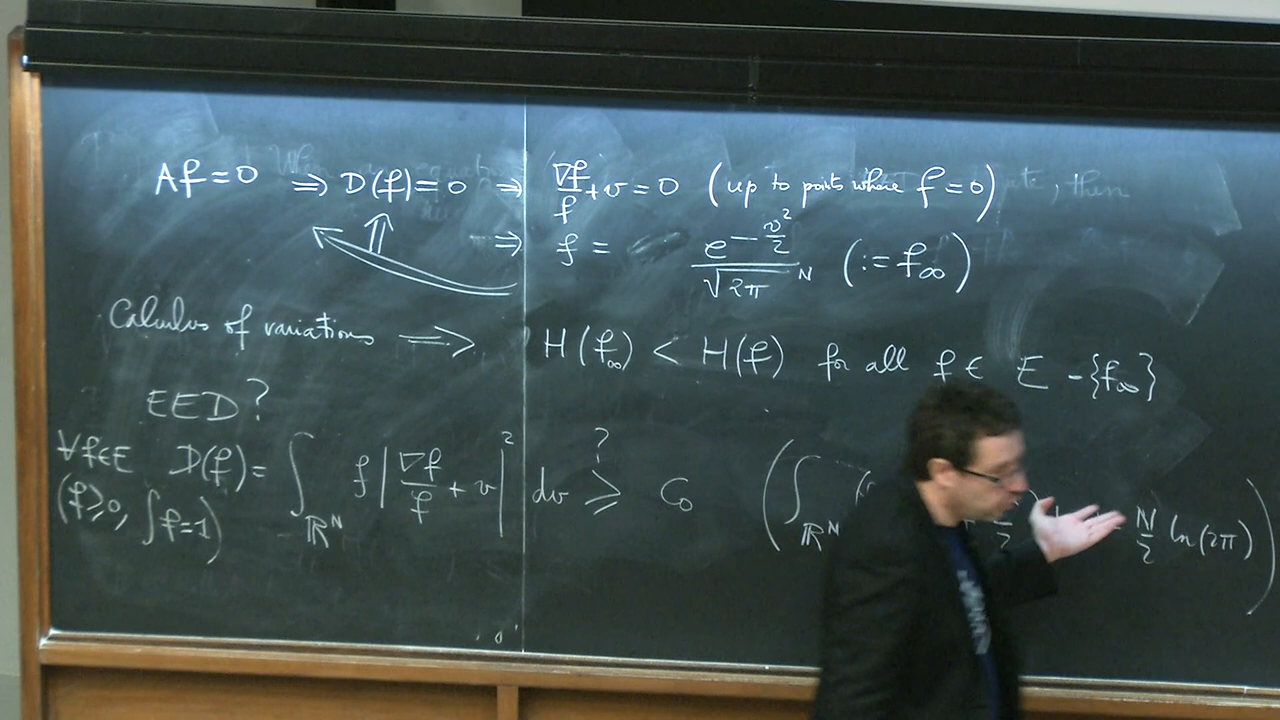 Af=0 ⇒ D(f)=0 ⇒ ∇f/f + v = 0 (up to points where f=0)
⇒ f = e^{-v²/2} / √2π^N (:= f∞)
Calculus of variations ⇒ H(f∞) < H(f) for all f ∈ E -{f∞}
EED?
∀f∈E D(f)= ∫_{ℝ^N} f |∇f/f + v|² dv ≥? C₀ (∫_{ℝ^N} ( N/2 ln(2π))
(f≥0, ∫f=1)